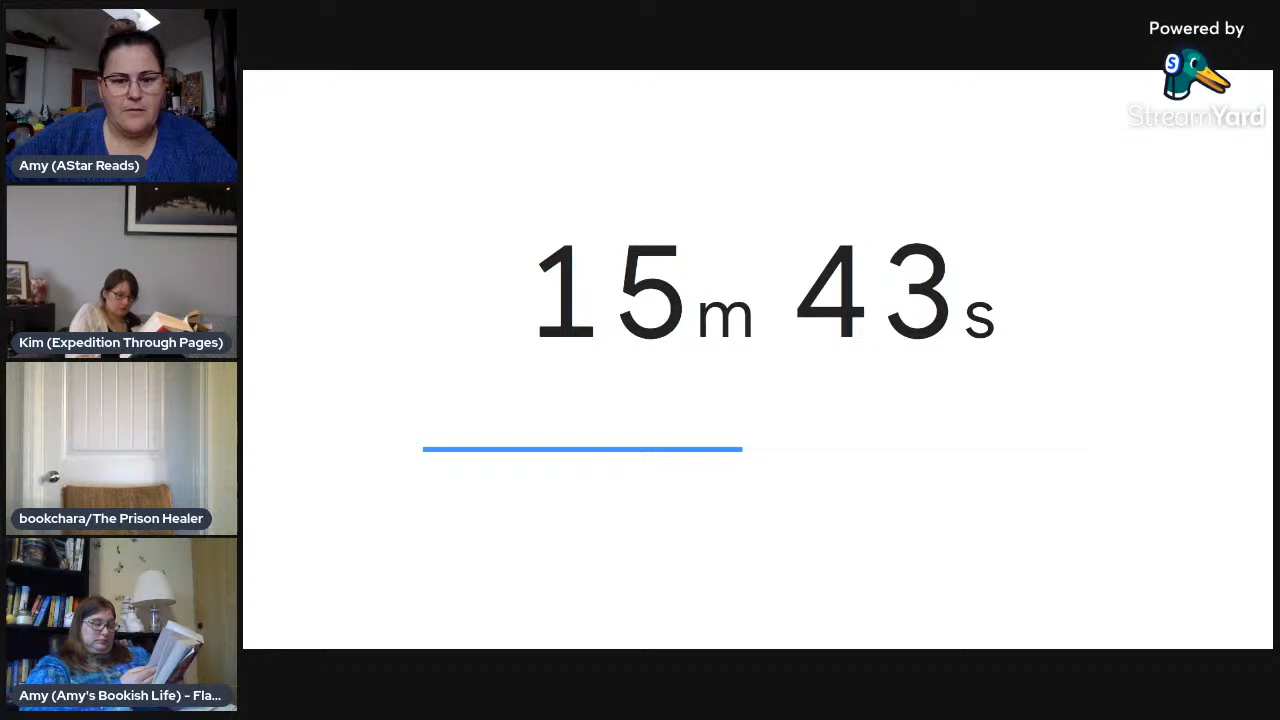 Powered by
S
StreamYard
Amy (AStar Reads)
Kim (Expedition Through Pages)
bookchara/The Prison Healer
Amy (Amy's Bookish Life) - Fla...
15m 43s